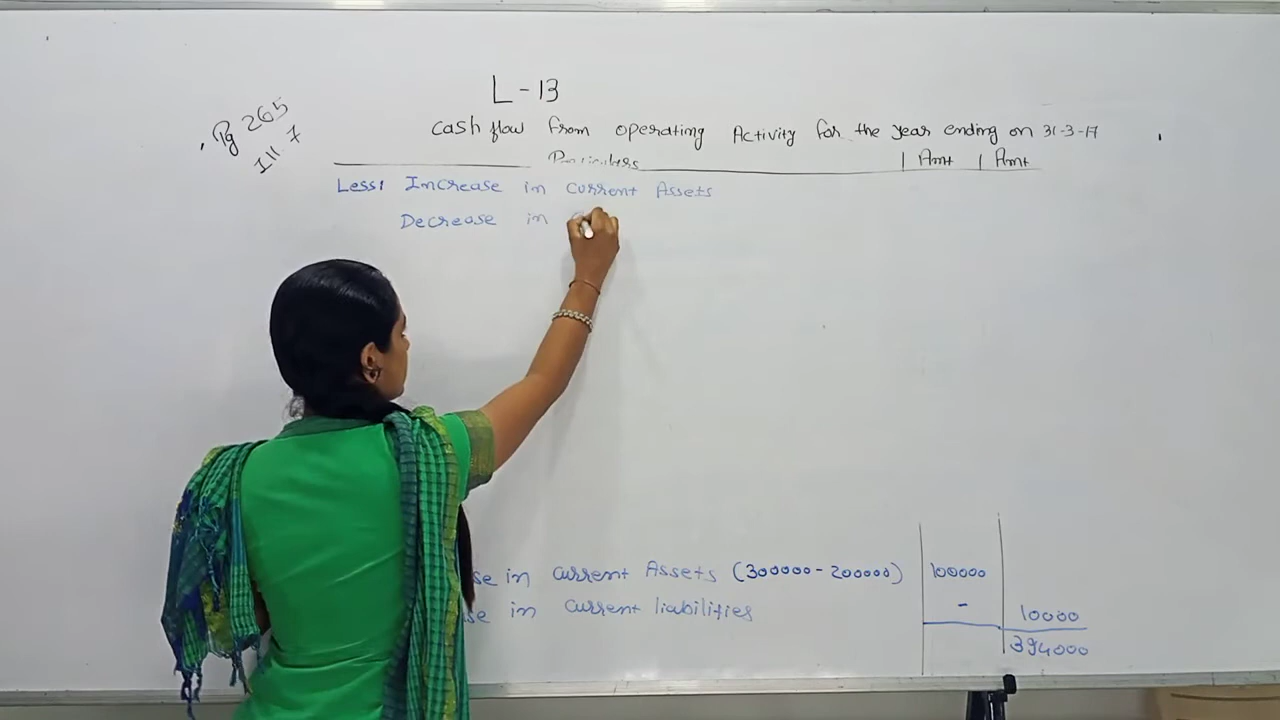 L - 13
Pg 265
Ill. 7
Cash flow from operating Activity for the year ending on 31-3-17
Particulars | Amt | Amt
Less: Increase in current Assets
Decrease in
se in current Assets (300000 - 200000) 100000
se in current liabilities - 10000
394000